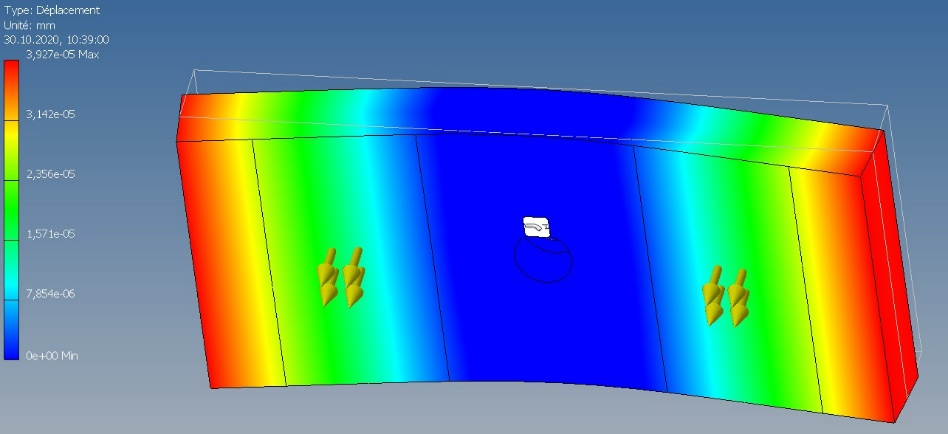 Type: Déplacement
Unité: mm
30.10.2020, 10:39:00
3,927e-05 Max
3,142e-05
2,356e-05
1,571e-05
7,854e-06
0e+00 Min